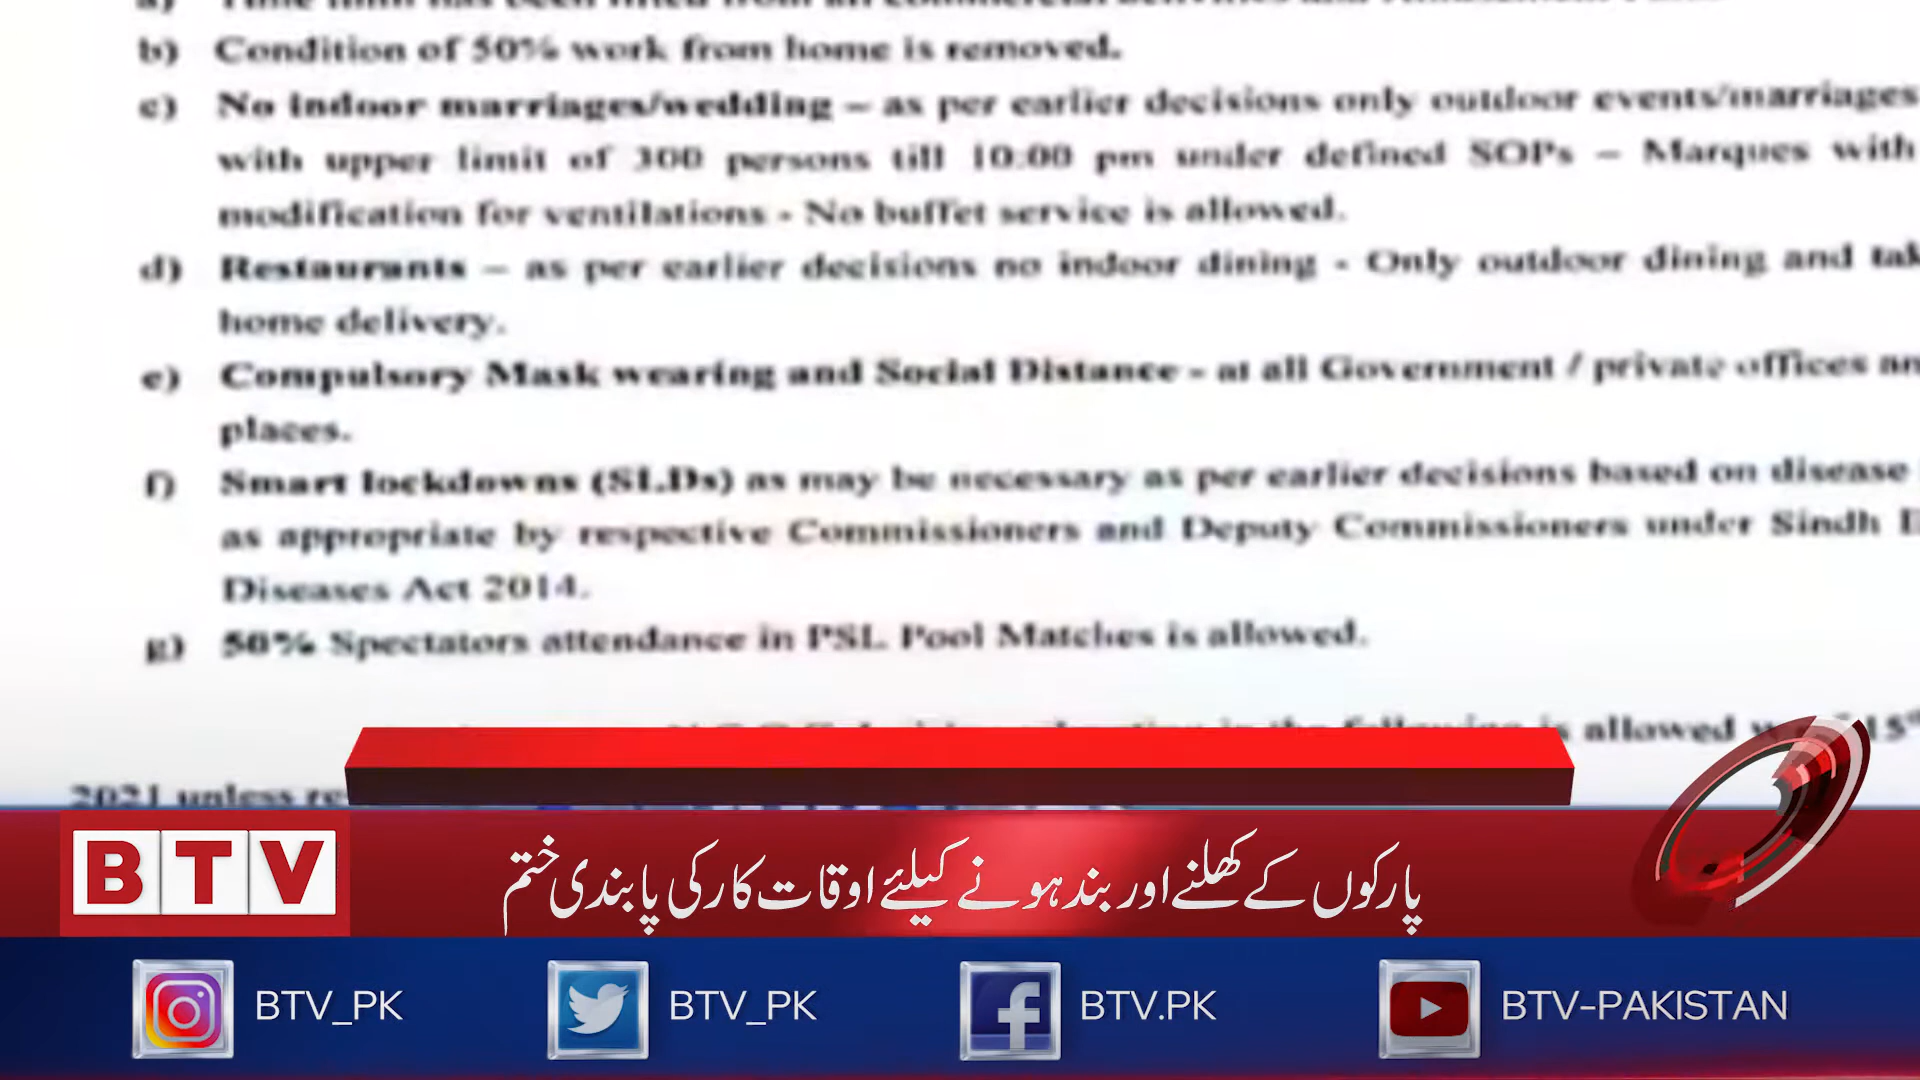 b) Condition of 50% work from home is removed.
c) No indoor marriages/wedding – as per earlier decisions only outdoor events/marriages
with upper limit of 300 persons till 10:00 pm under defined SOPs – Marques with
modification for ventilations - No buffet service is allowed.
d) Restaurants – as per earlier decisions no indoor dining - Only outdoor dining and
home delivery.
e) Compulsory Mask wearing and Social Distance - at all Government / private offices
places.
f) Smart lockdowns (SLDs) as may be necessary as per earlier decisions based on disease
as appropriate by respective Commissioners and Deputy Commissioners under Sindh
Diseases Act 2014.
g) 50% Spectators attendance in PSL Pool Matches is allowed.
is allowed
2021 unless
BTV
پارکوں کے کھلنے اور بند ہونے کیلئے اوقات کار کی پابندی ختم
BTV_PK
BTV_PK
BTV.PK
BTV-PAKISTAN